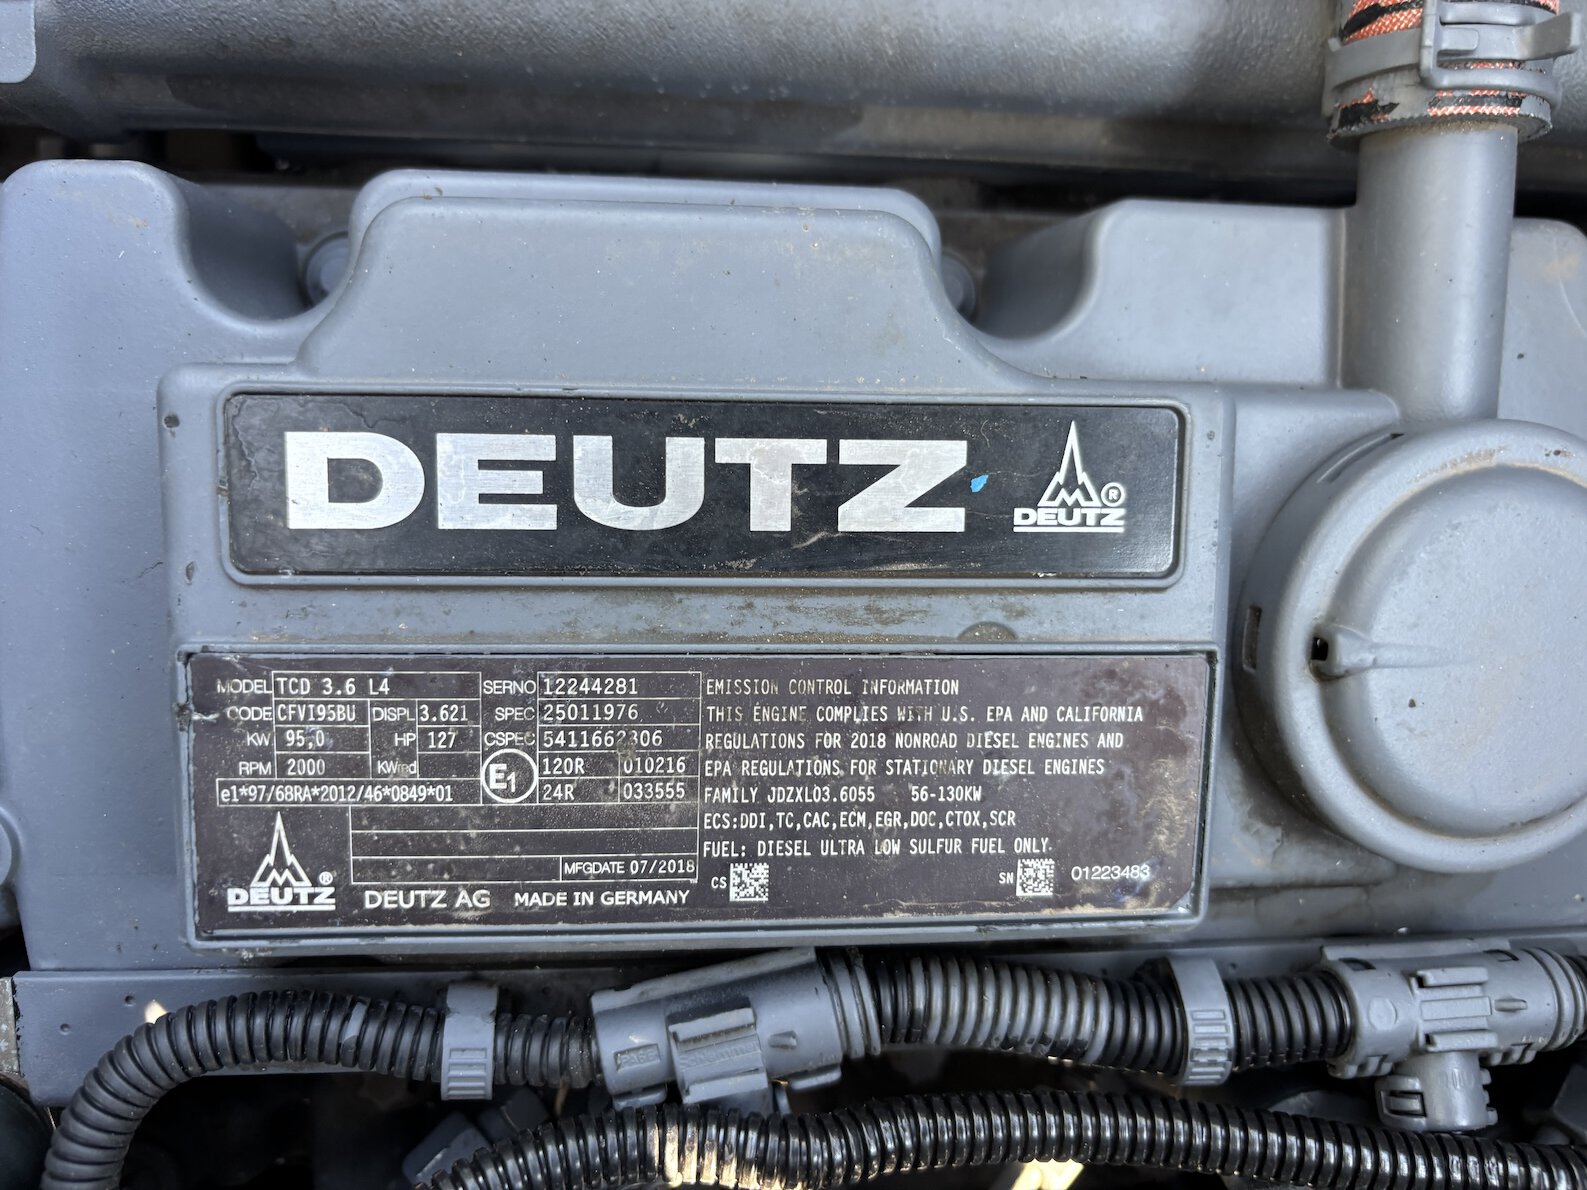 DEUTZ
DEUTZ ®
MODEL TCD 3.6 L4 SERNO 12244281
CODE CFVI95BU DISPL 3.621 SPEC 25011976
KW 95,0 HP 127 CSPEC 5411662306
RPM 2000 KWred E1 120R 010216
e1*97/68RA*2012/46*0849*01 24R 033555
MFGDATE 07/2018
DEUTZ ® DEUTZ AG MADE IN GERMANY
EMISSION CONTROL INFORMATION
THIS ENGINE COMPLIES WITH U.S. EPA AND CALIFORNIA
REGULATIONS FOR 2018 NONROAD DIESEL ENGINES AND
EPA REGULATIONS FOR STATIONARY DIESEL ENGINES
FAMILY JDZXL03.6055 56-130KW
ECS:DDI,TC,CAC,ECM,EGR,DOC,CTOX,SCR
FUEL: DIESEL ULTRA LOW SULFUR FUEL ONLY.
CS SN 01223483